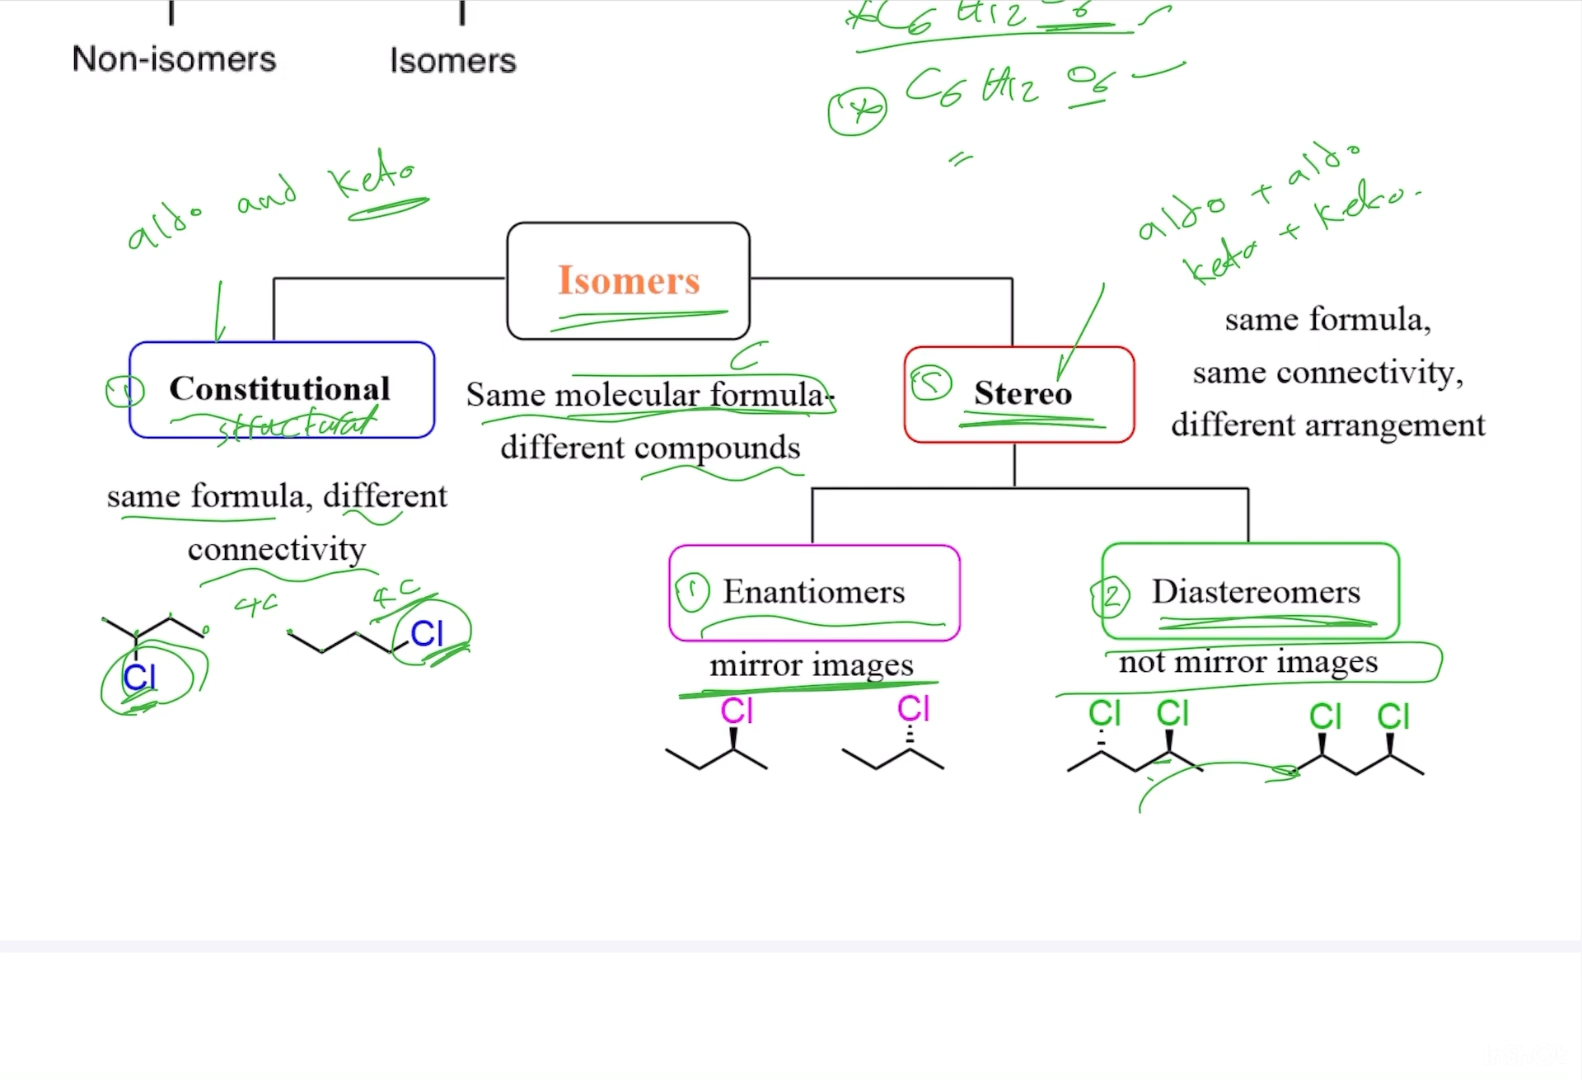 *C6 H12 O6
Non-isomers
Isomers
* C6 H12 O6
=
aldo and Keto
aldo + aldo
keto + Keto.
Isomers
same formula,
same connectivity,
different arrangement
C
1 Constitutional
structural
Same molecular formula-
different compounds
Stereo
same formula, different
connectivity
4C
4C
1 Enantiomers
2 Diastereomers
Cl
Cl
mirror images
not mirror images
Cl
Cl
Cl
Cl
Cl
Cl